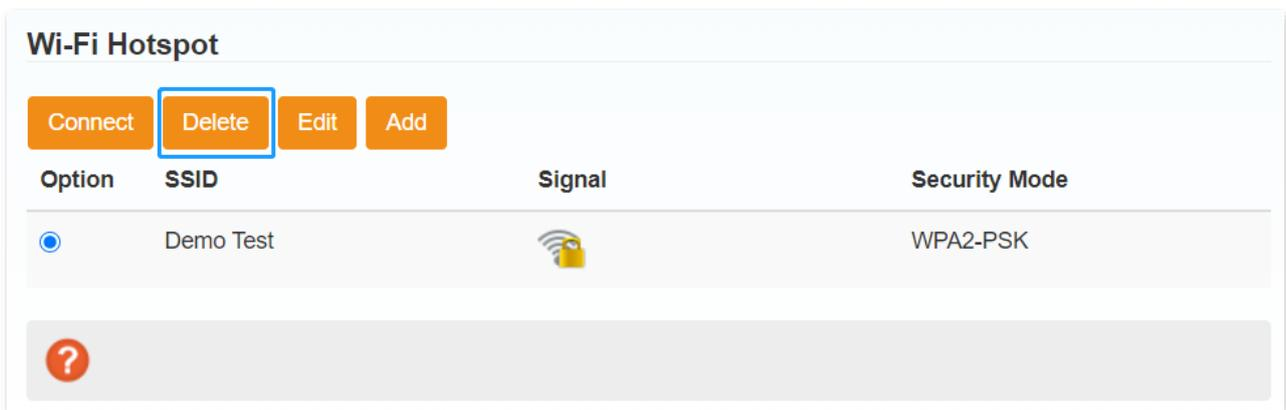 Wi-Fi Hotspot
Connect Delete Edit Add
Option SSID Signal Security Mode
Demo Test WPA2-PSK
?